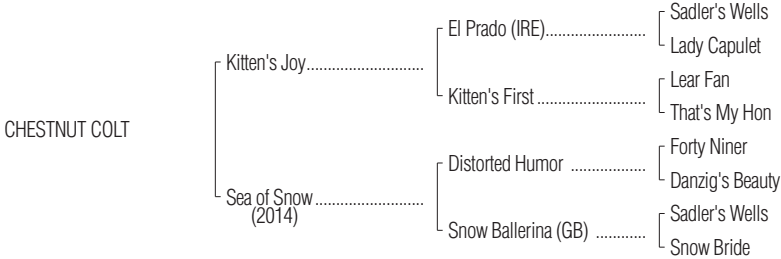 Sadler's Wells
El Prado (IRE)........................
Lady Capulet
Kitten's Joy............................
Lear Fan
Kitten's First..........................
That's My Hon
CHESTNUT COLT
Forty Niner
Distorted Humor ..................
Danzig's Beauty
Sea of Snow..........................
(2014)
Sadler's Wells
Snow Ballerina (GB) ............
Snow Bride